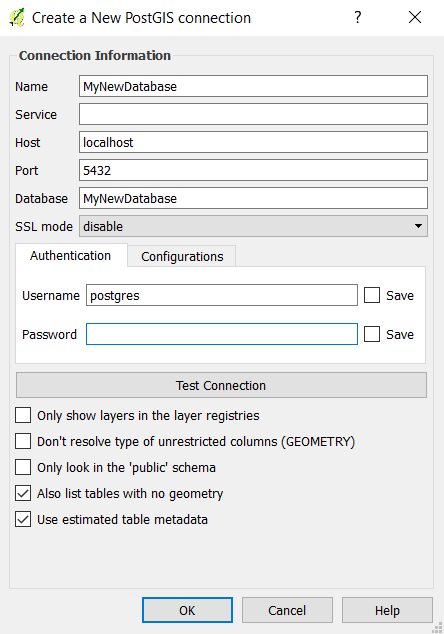 Create a New PostGIS connection ?
Connection Information
Name MyNewDatabase
Service
Host localhost
Port 5432
Database MyNewDatabase
SSL mode disable
Authentication Configurations
Username postgres Save
Password Save
Test Connection
Only show layers in the layer registries
Don't resolve type of unrestricted columns (GEOMETRY)
Only look in the 'public' schema
Also list tables with no geometry
Use estimated table metadata
OK Cancel Help